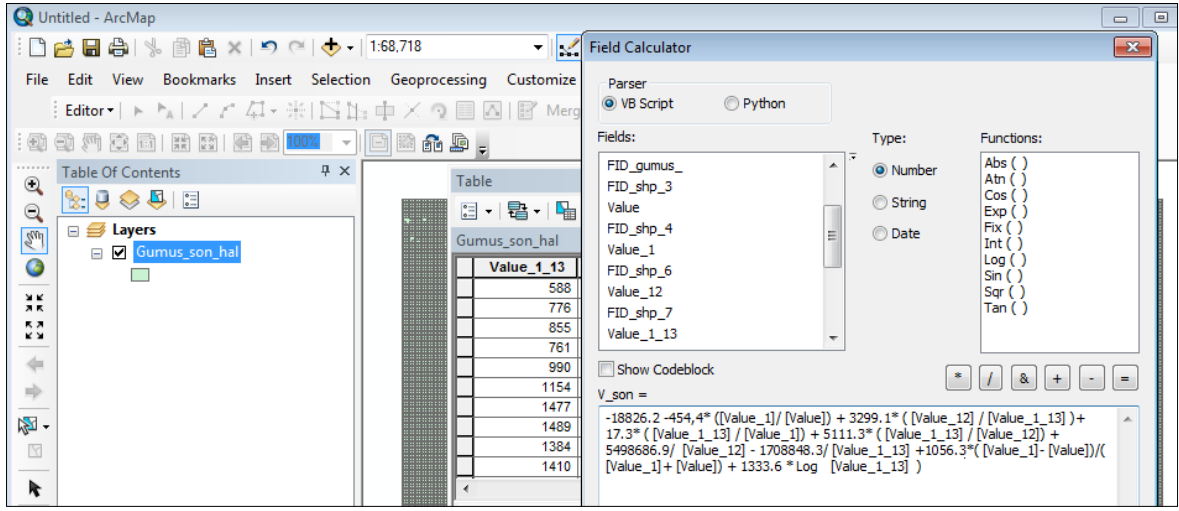 Untitled - ArcMap
1:68,718
File Edit View Bookmarks Insert Selection Geoprocessing Customize
Editor Merg
100%
Table Of Contents
Layers
Gumus_son_hal
Table
Gumus_son_hal
Value_1_13
588
776
855
761
990
1154
1477
1489
1384
1410
Field Calculator
Parser
VB Script Python
Fields: Type: Functions:
FID_gumus_
FID_shp_3
Value
FID_shp_4
Value_1
FID_shp_6
Value_12
FID_shp_7
Value_1_13
Number
String
Date
Abs ( )
Atn ( )
Cos ( )
Exp ( )
Fix ( )
Int ( )
Log ( )
Sin ( )
Sqr ( )
Tan ( )
Show Codeblock
* / & + - =
V_son =
-18826.2 -454,4* ([Value_1]/ [Value]) + 3299.1* ( [Value_12] / [Value_1_13] )+
17.3* ( [Value_1_13] / [Value_1]) + 5111.3* ( [Value_1_13] / [Value_12]) +
5498686.9/ [Value_12] - 1708848.3/ [Value_1_13] +1056.3*( [Value_1]- [Value])/(
[Value_1]+ [Value]) + 1333.6 * Log [Value_1_13] )